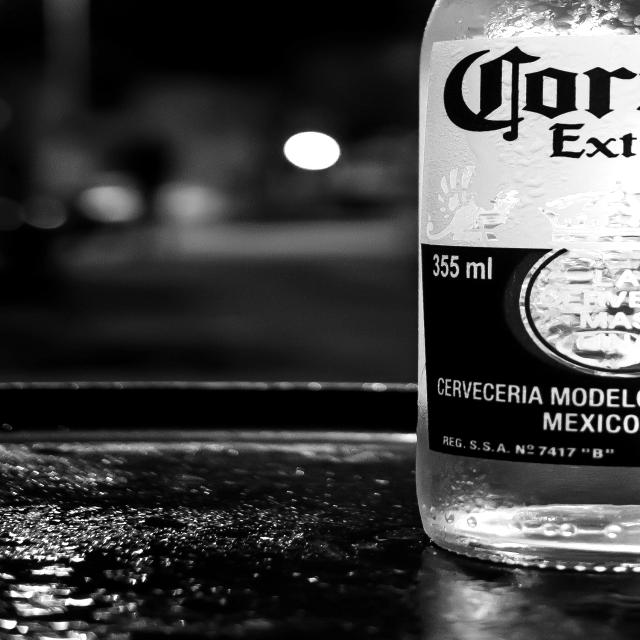 Cor
Ext
355 ml
CERVECERIA MODELO
MEXICO
REG. S.S.A. Nº 7417 "B"